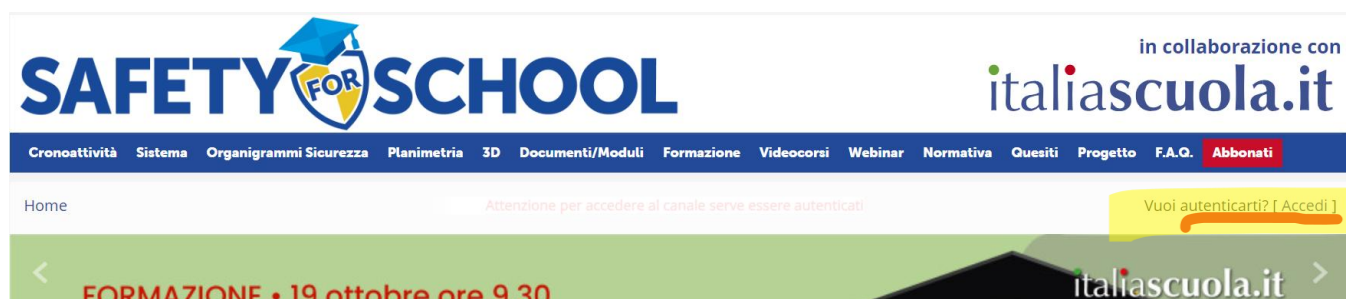 in collaborazione con
SAFETY FOR SCHOOL
italiascuola.it
Cronoattività Sistema Organigrammi Sicurezza Planimetria 3D Documenti/Moduli Formazione Videocorsi Webinar Normativa Quesiti Progetto F.A.Q. Abbonati
Home Attenzione per accedere al canale serve essere autenticati Vuoi autenticarti? [ Accedi ]
italiascuola.it
FORMAZIONE • 19 ottobre ore 9.30